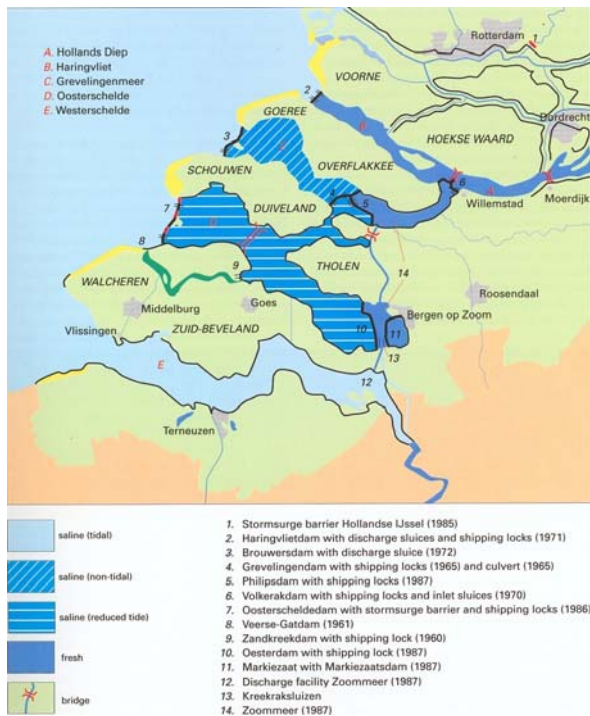 A. Hollands Diep
B. Haringvliet
C. Grevelingenmeer
D. Oosterschelde
E. Westerschelde
Rotterdam
1
VOORNE
2
GOEREE
B
Dordrecht
3
C
HOEKSE WAARD
OVERFLAKKEE
SCHOUWEN
6
A
Willemstad
Moerdijk
4
5
7
D
DUIVELAND
8
THOLEN
14
WALCHEREN
9
Roosendaal
Middelburg
Goes
Bergen op Zoom
10
11
Vlissingen
ZUID-BEVELAND
13
E
12
Terneuzen
saline (tidal)
saline (non-tidal)
saline (reduced tide)
fresh
bridge
1. Stormsurge barrier Hollandse IJssel (1985)
2. Haringvlietdam with discharge sluices and shipping locks (1971)
3. Brouwersdam with discharge sluice (1972)
4. Grevelingendam with shipping locks (1965) and culvert (1965)
5. Philipsdam with shipping locks (1987)
6. Volkerakdam with shipping locks and inlet sluices (1970)
7. Oosterscheldedam with stormsurge barrier and shipping locks (1986)
8. Veerse-Gatdam (1961)
9. Zandkreekdam with shipping lock (1960)
10. Oesterdam with shipping lock (1987)
11. Markiezaat with Markiezaatsdam (1987)
12. Discharge facility Zoommeer (1987)
13. Kreekraksluizen
14. Zoommeer (1987)